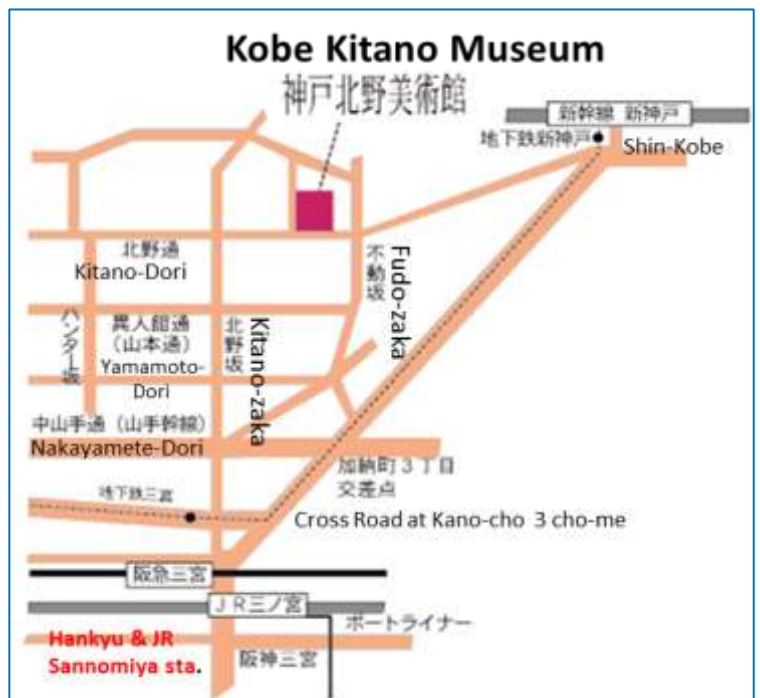 Kobe Kitano Museum
神戸北野美術館
新幹線 新神戸
地下鉄新神戸
Shin-Kobe
北野通
Kitano-Dori
不動坂
Fudo-zaka
ハンター坂
異人館通
（山本通）
Yamamoto-
Dori
北野坂
Kitano-zaka
中山手通（山手幹線）
Nakayamete-Dori
加納町３丁目
交差点
地下鉄三宮
Cross Road at Kano-cho 3 cho-me
阪急三宮
ＪＲ三ノ宮
ポートライナー
Hankyu & JR
Sannomiya sta.
阪神三宮